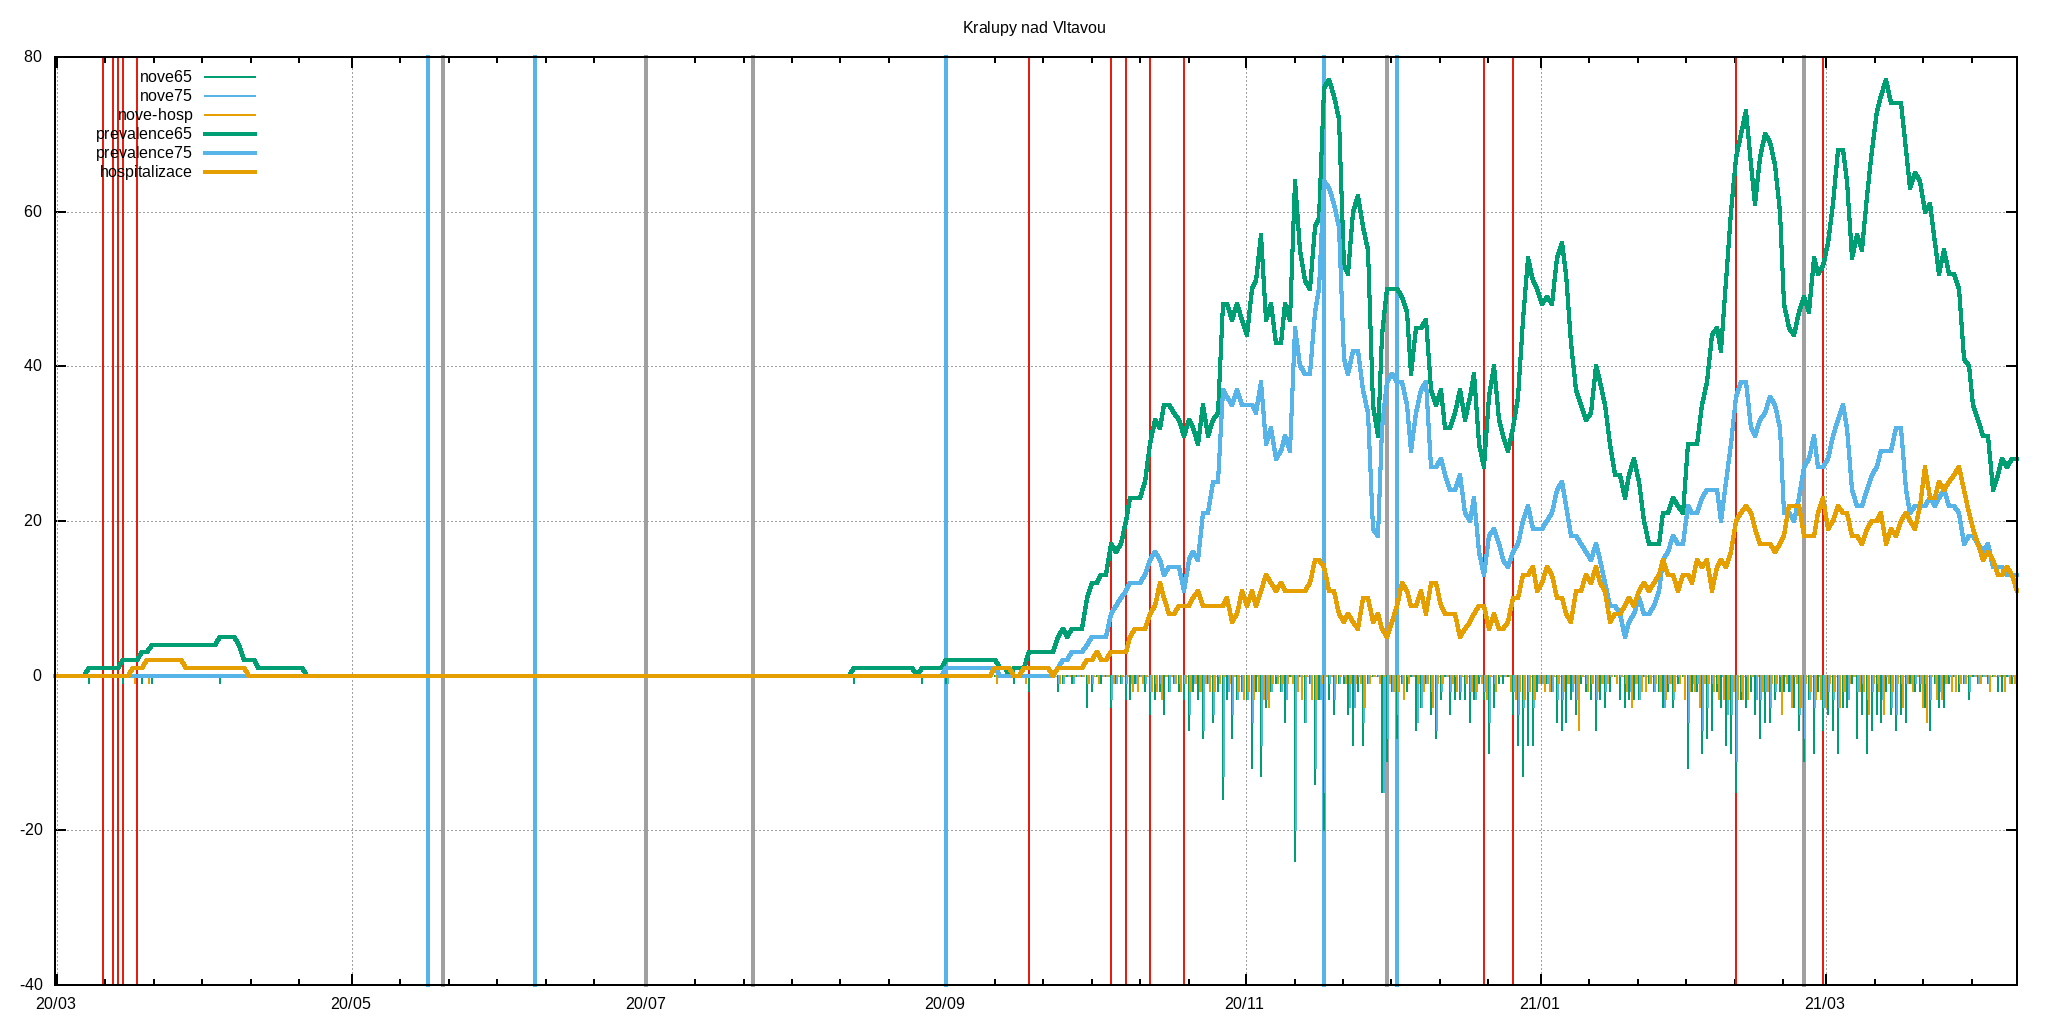 Kralupy nad Vltavou
80
nove65
nove75
nove-hosp
prevalence65
prevalence75
hospitalizace
60
40
20
0
-20
-40
20/03 20/05 20/07 20/09 20/11 21/01 21/03